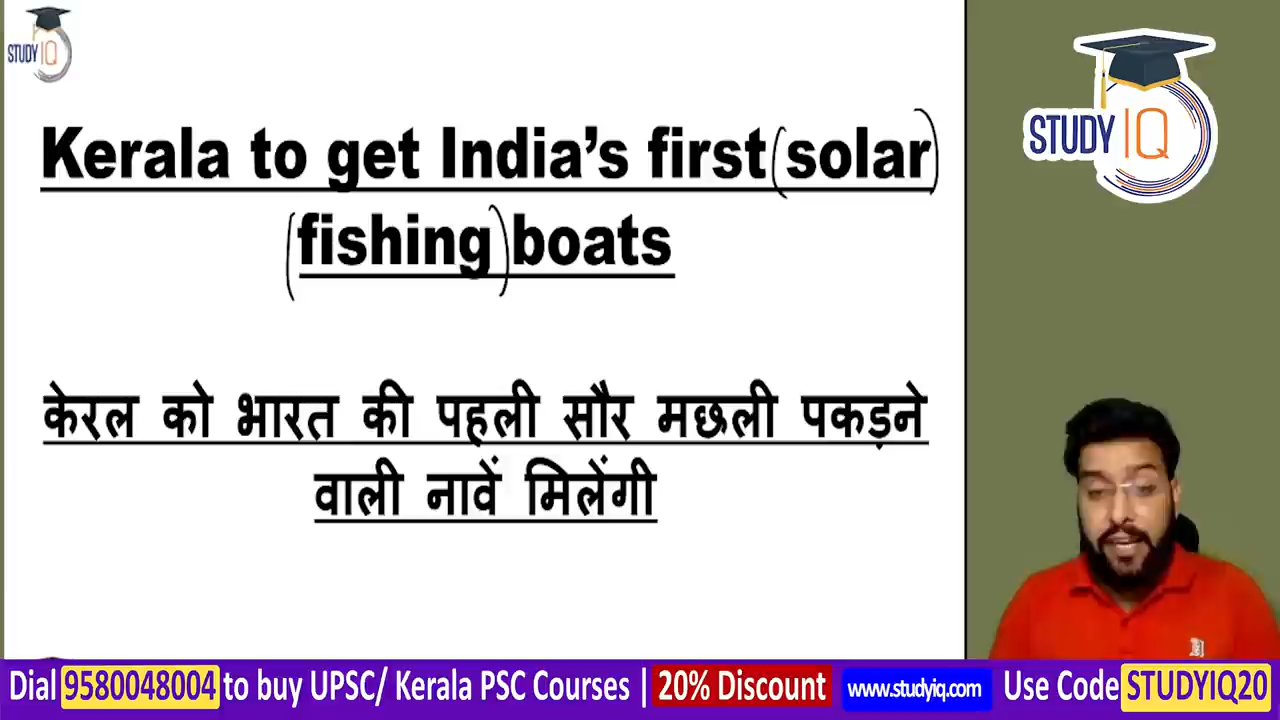 STUDY IQ
Kerala to get India's first (solar)
(fishing) boats
केरल को भारत की पहली सौर मछली पकड़ने
वाली नावें मिलेंगी
STUDY IQ
Dial 9580048004 to buy UPSC/ Kerala PSC Courses | 20% Discount www.studyiq.com Use Code STUDYIQ20